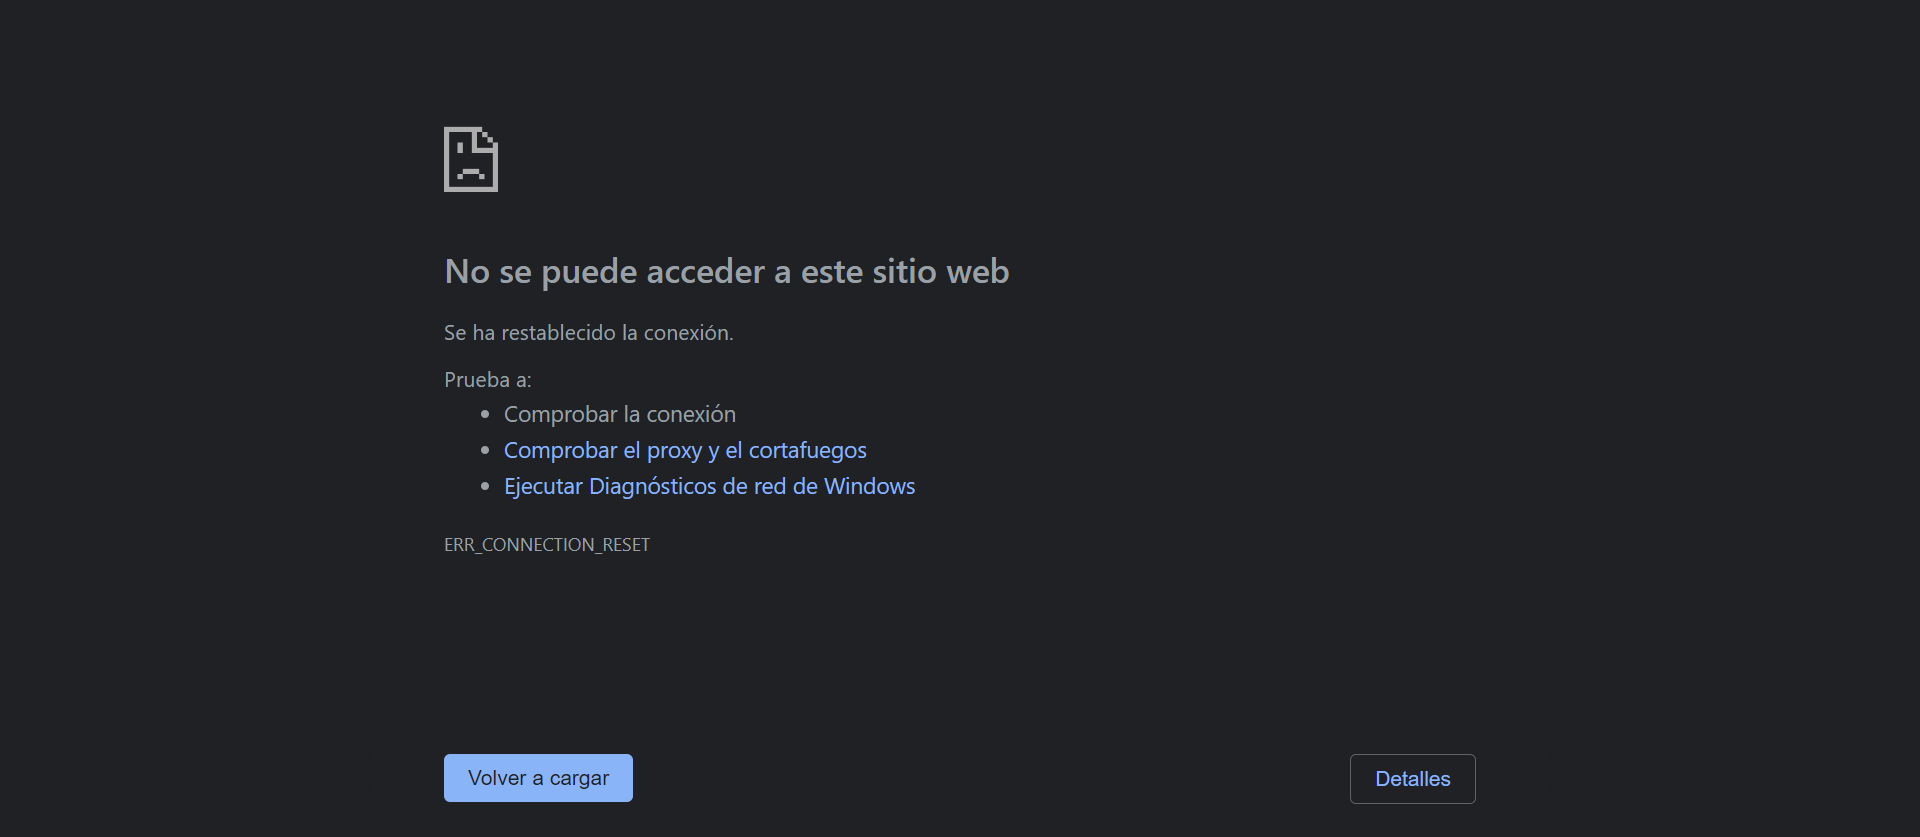 No se puede acceder a este sitio web
Se ha restablecido la conexión.
Prueba a:
Comprobar la conexión
Comprobar el proxy y el cortafuegos
Ejecutar Diagnósticos de red de Windows
ERR_CONNECTION_RESET
Volver a cargar
Detalles